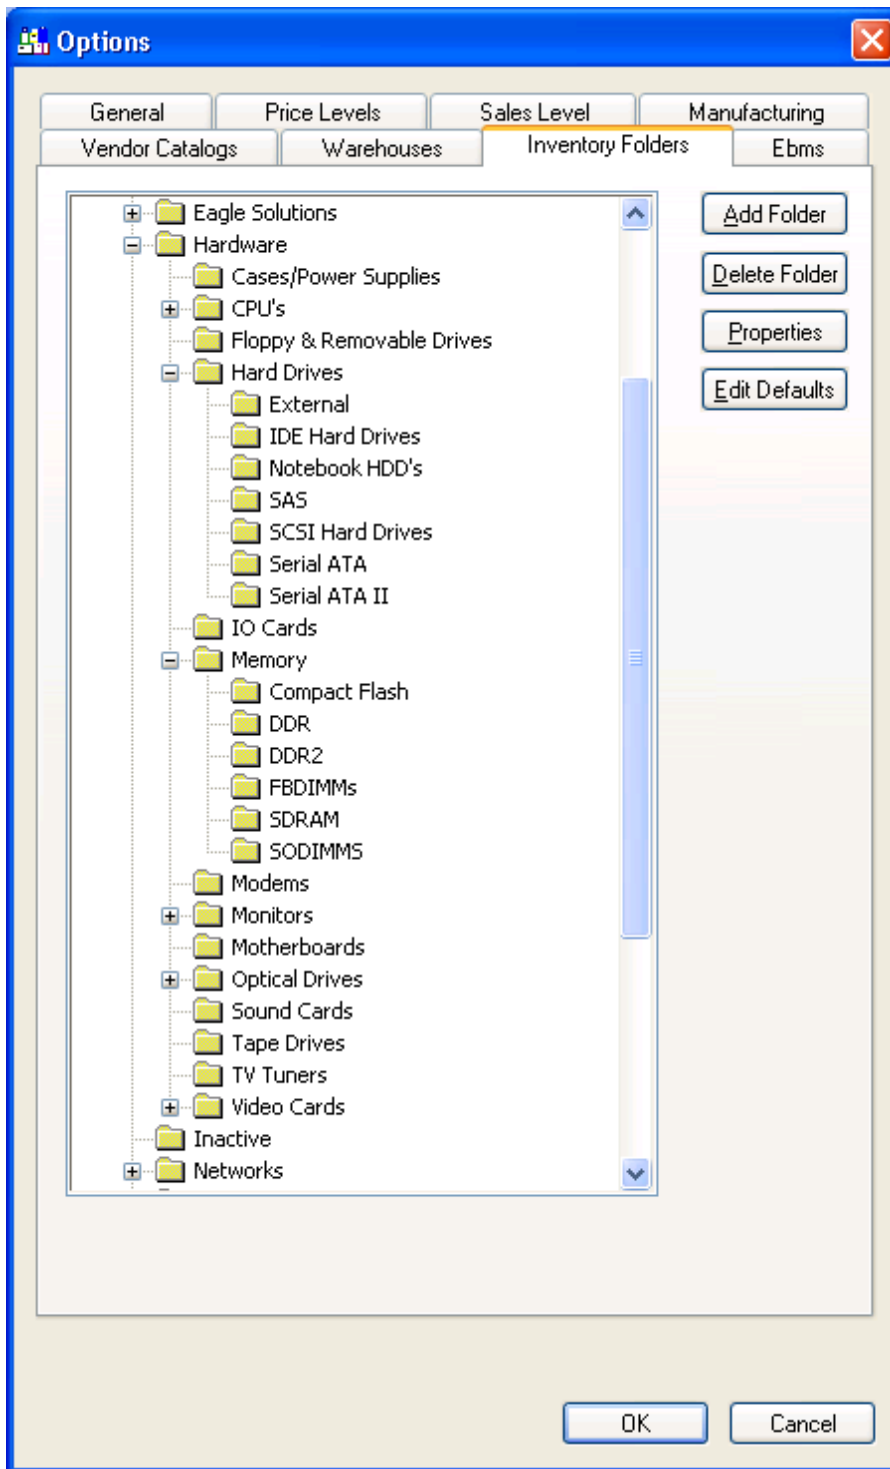 Options
General Price Levels Sales Level Manufacturing
Vendor Catalogs Warehouses Inventory Folders Ebms
Eagle Solutions
Hardware
Cases/Power Supplies
CPU's
Floppy & Removable Drives
Hard Drives
External
IDE Hard Drives
Notebook HDD's
SAS
SCSI Hard Drives
Serial ATA
Serial ATA II
IO Cards
Memory
Compact Flash
DDR
DDR2
FBDIMMs
SDRAM
SODIMMS
Modems
Monitors
Motherboards
Optical Drives
Sound Cards
Tape Drives
TV Tuners
Video Cards
Inactive
Networks
Add Folder
Delete Folder
Properties
Edit Defaults
OK Cancel